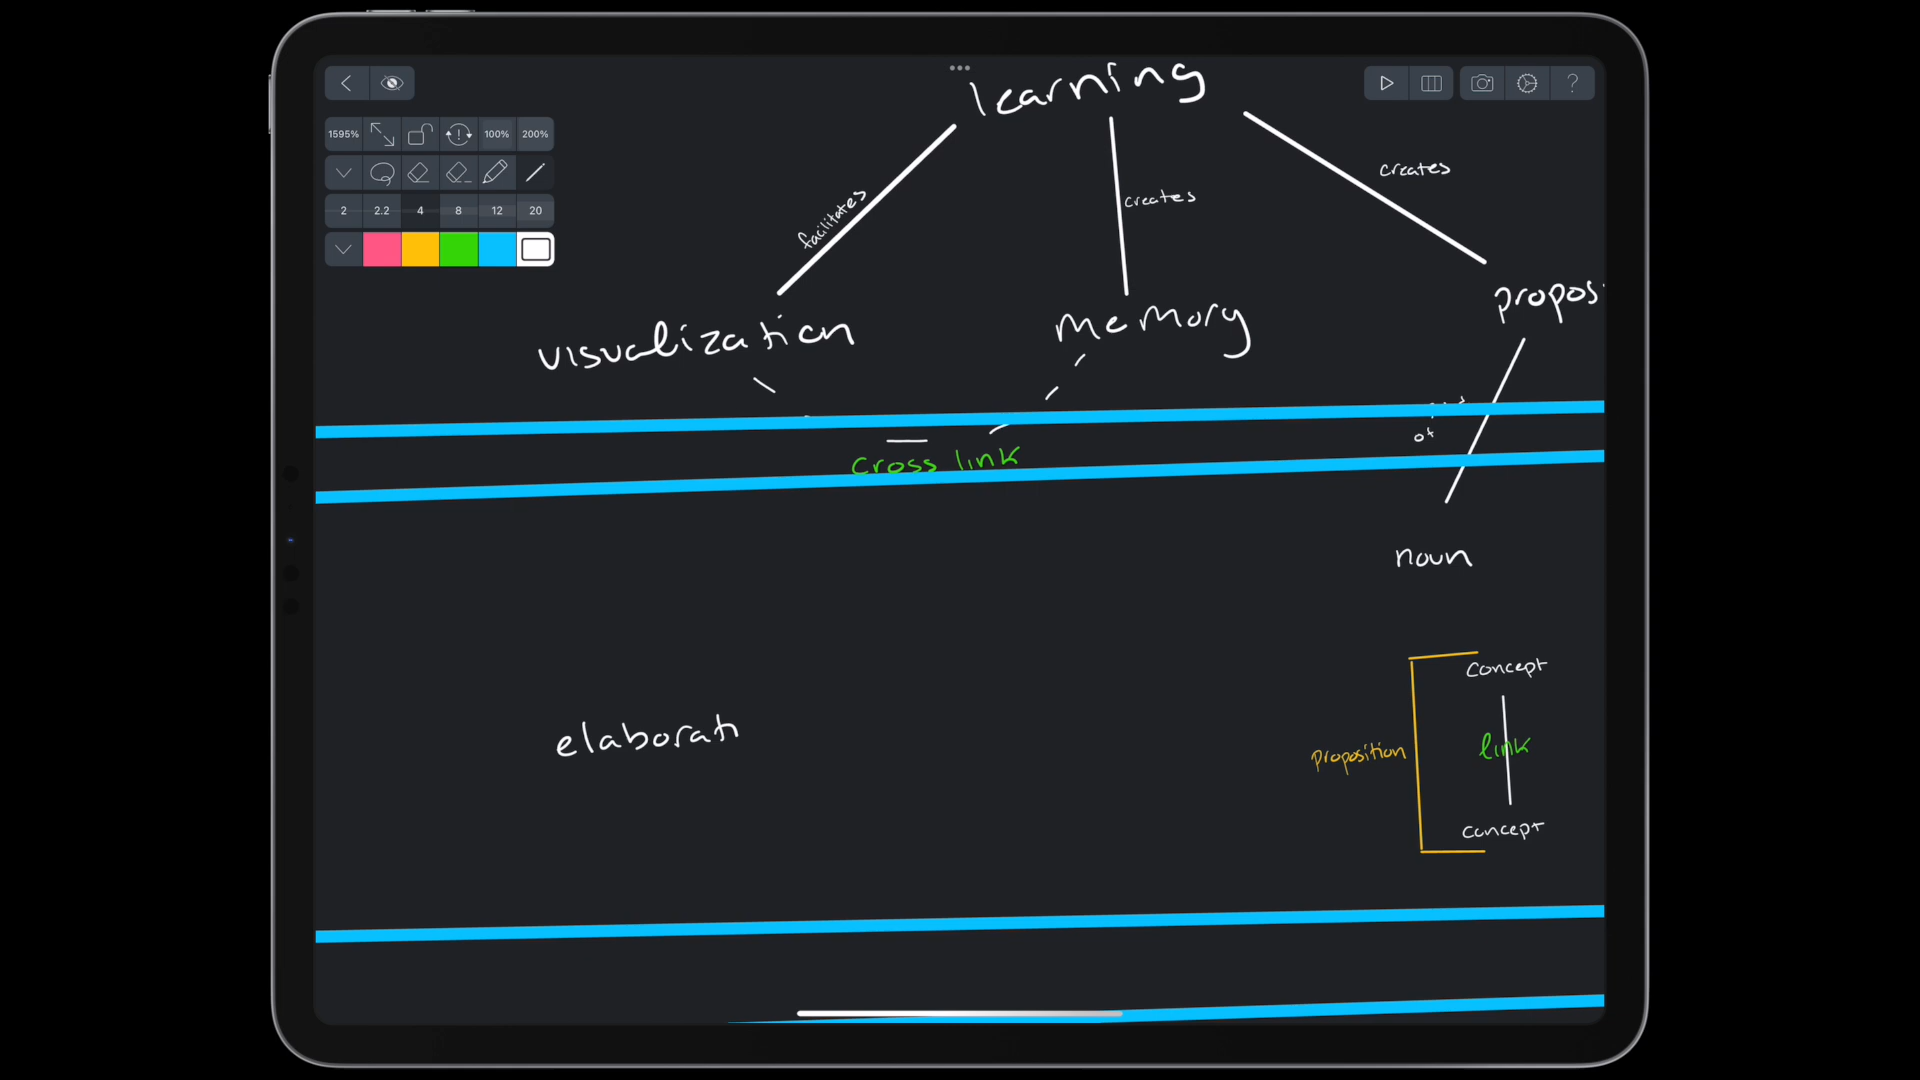 learning
creates
facilitates
creates
1595% 100% 200%
2 2.2 4 8 12 20
visualization
memory
propos
of
cross link
noun
elaborati
concept
link
proposition
concept
?